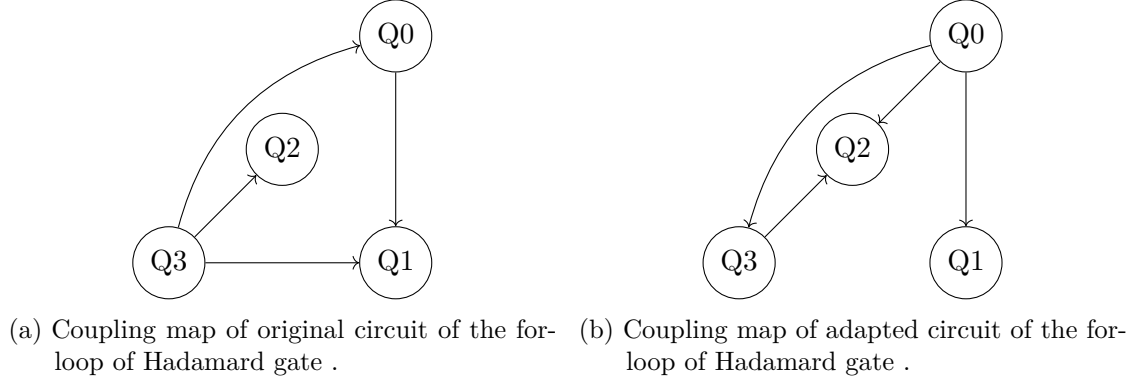 Q0
Q2
Q3
Q1
(a) Coupling map of original circuit of the for-
loop of Hadamard gate .
Q0
Q2
Q3
Q1
(b) Coupling map of adapted circuit of the for-
loop of Hadamard gate .